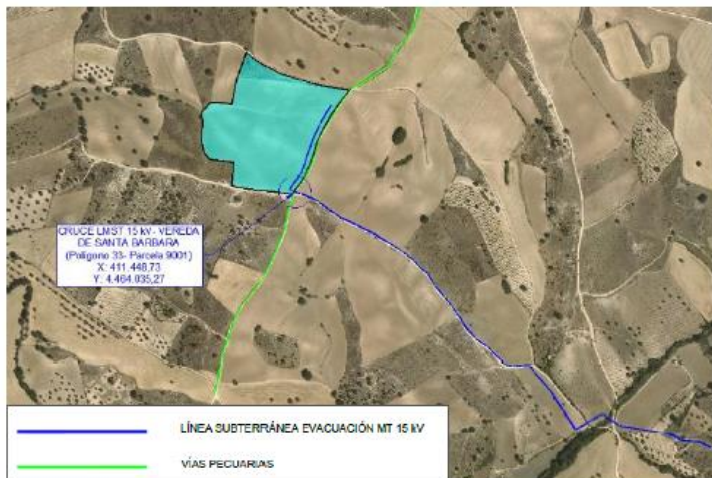 CRUCE LMST 15 kV - VEREDA
DE SANTA BARBARA
(Polígono 33- Parcela 9001)
X: 411.448,73
Y: 4.464.035,27
LÍNEA SUBTERRÁNEA EVACUACIÓN MT 15 kV
VÍAS PECUARIAS